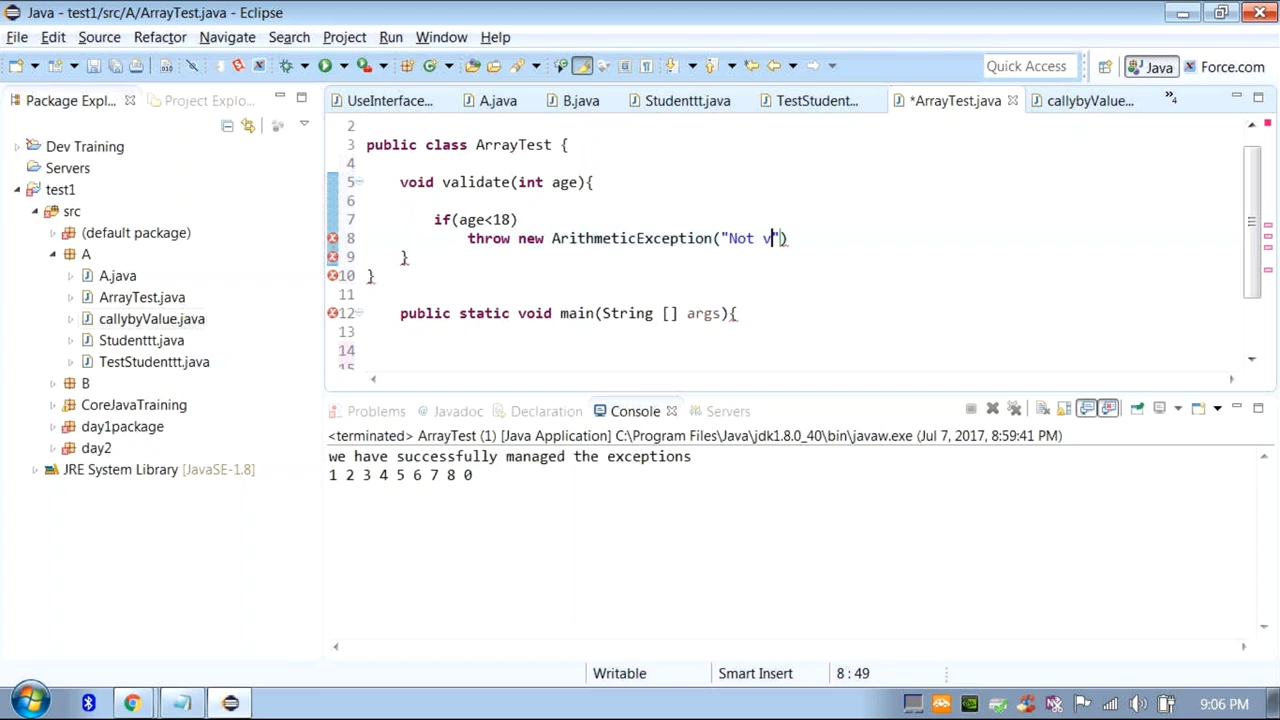 Java - test1/src/A/ArrayTest.java - Eclipse
File Edit Source Refactor Navigate Search Project Run Window Help
Quick Access Java Force.com
Package Expl... Project Explo...
UseInterface... A.java B.java Studenttt.java TestStudent... *ArrayTest.java callybyValue... »4
Dev Training
Servers
test1
src
(default package)
A
A.java
ArrayTest.java
callybyValue.java
Studenttt.java
TestStudenttt.java
B
CoreJavaTraining
day1package
day2
JRE System Library [JavaSE-1.8]
2
3 public class ArrayTest {
4
5 void validate(int age){
6
7 if(age<18)
8 throw new ArithmeticException("Not v")
9 }
10 }
11
12 public static void main(String [] args){
13
14
15
Problems Javadoc Declaration Console Servers
<terminated> ArrayTest (1) [Java Application] C:\Program Files\Java\jdk1.8.0_40\bin\javaw.exe (Jul 7, 2017, 8:59:41 PM)
we have successfully managed the exceptions
1 2 3 4 5 6 7 8 0
Writable Smart Insert 8 : 49
9:06 PM